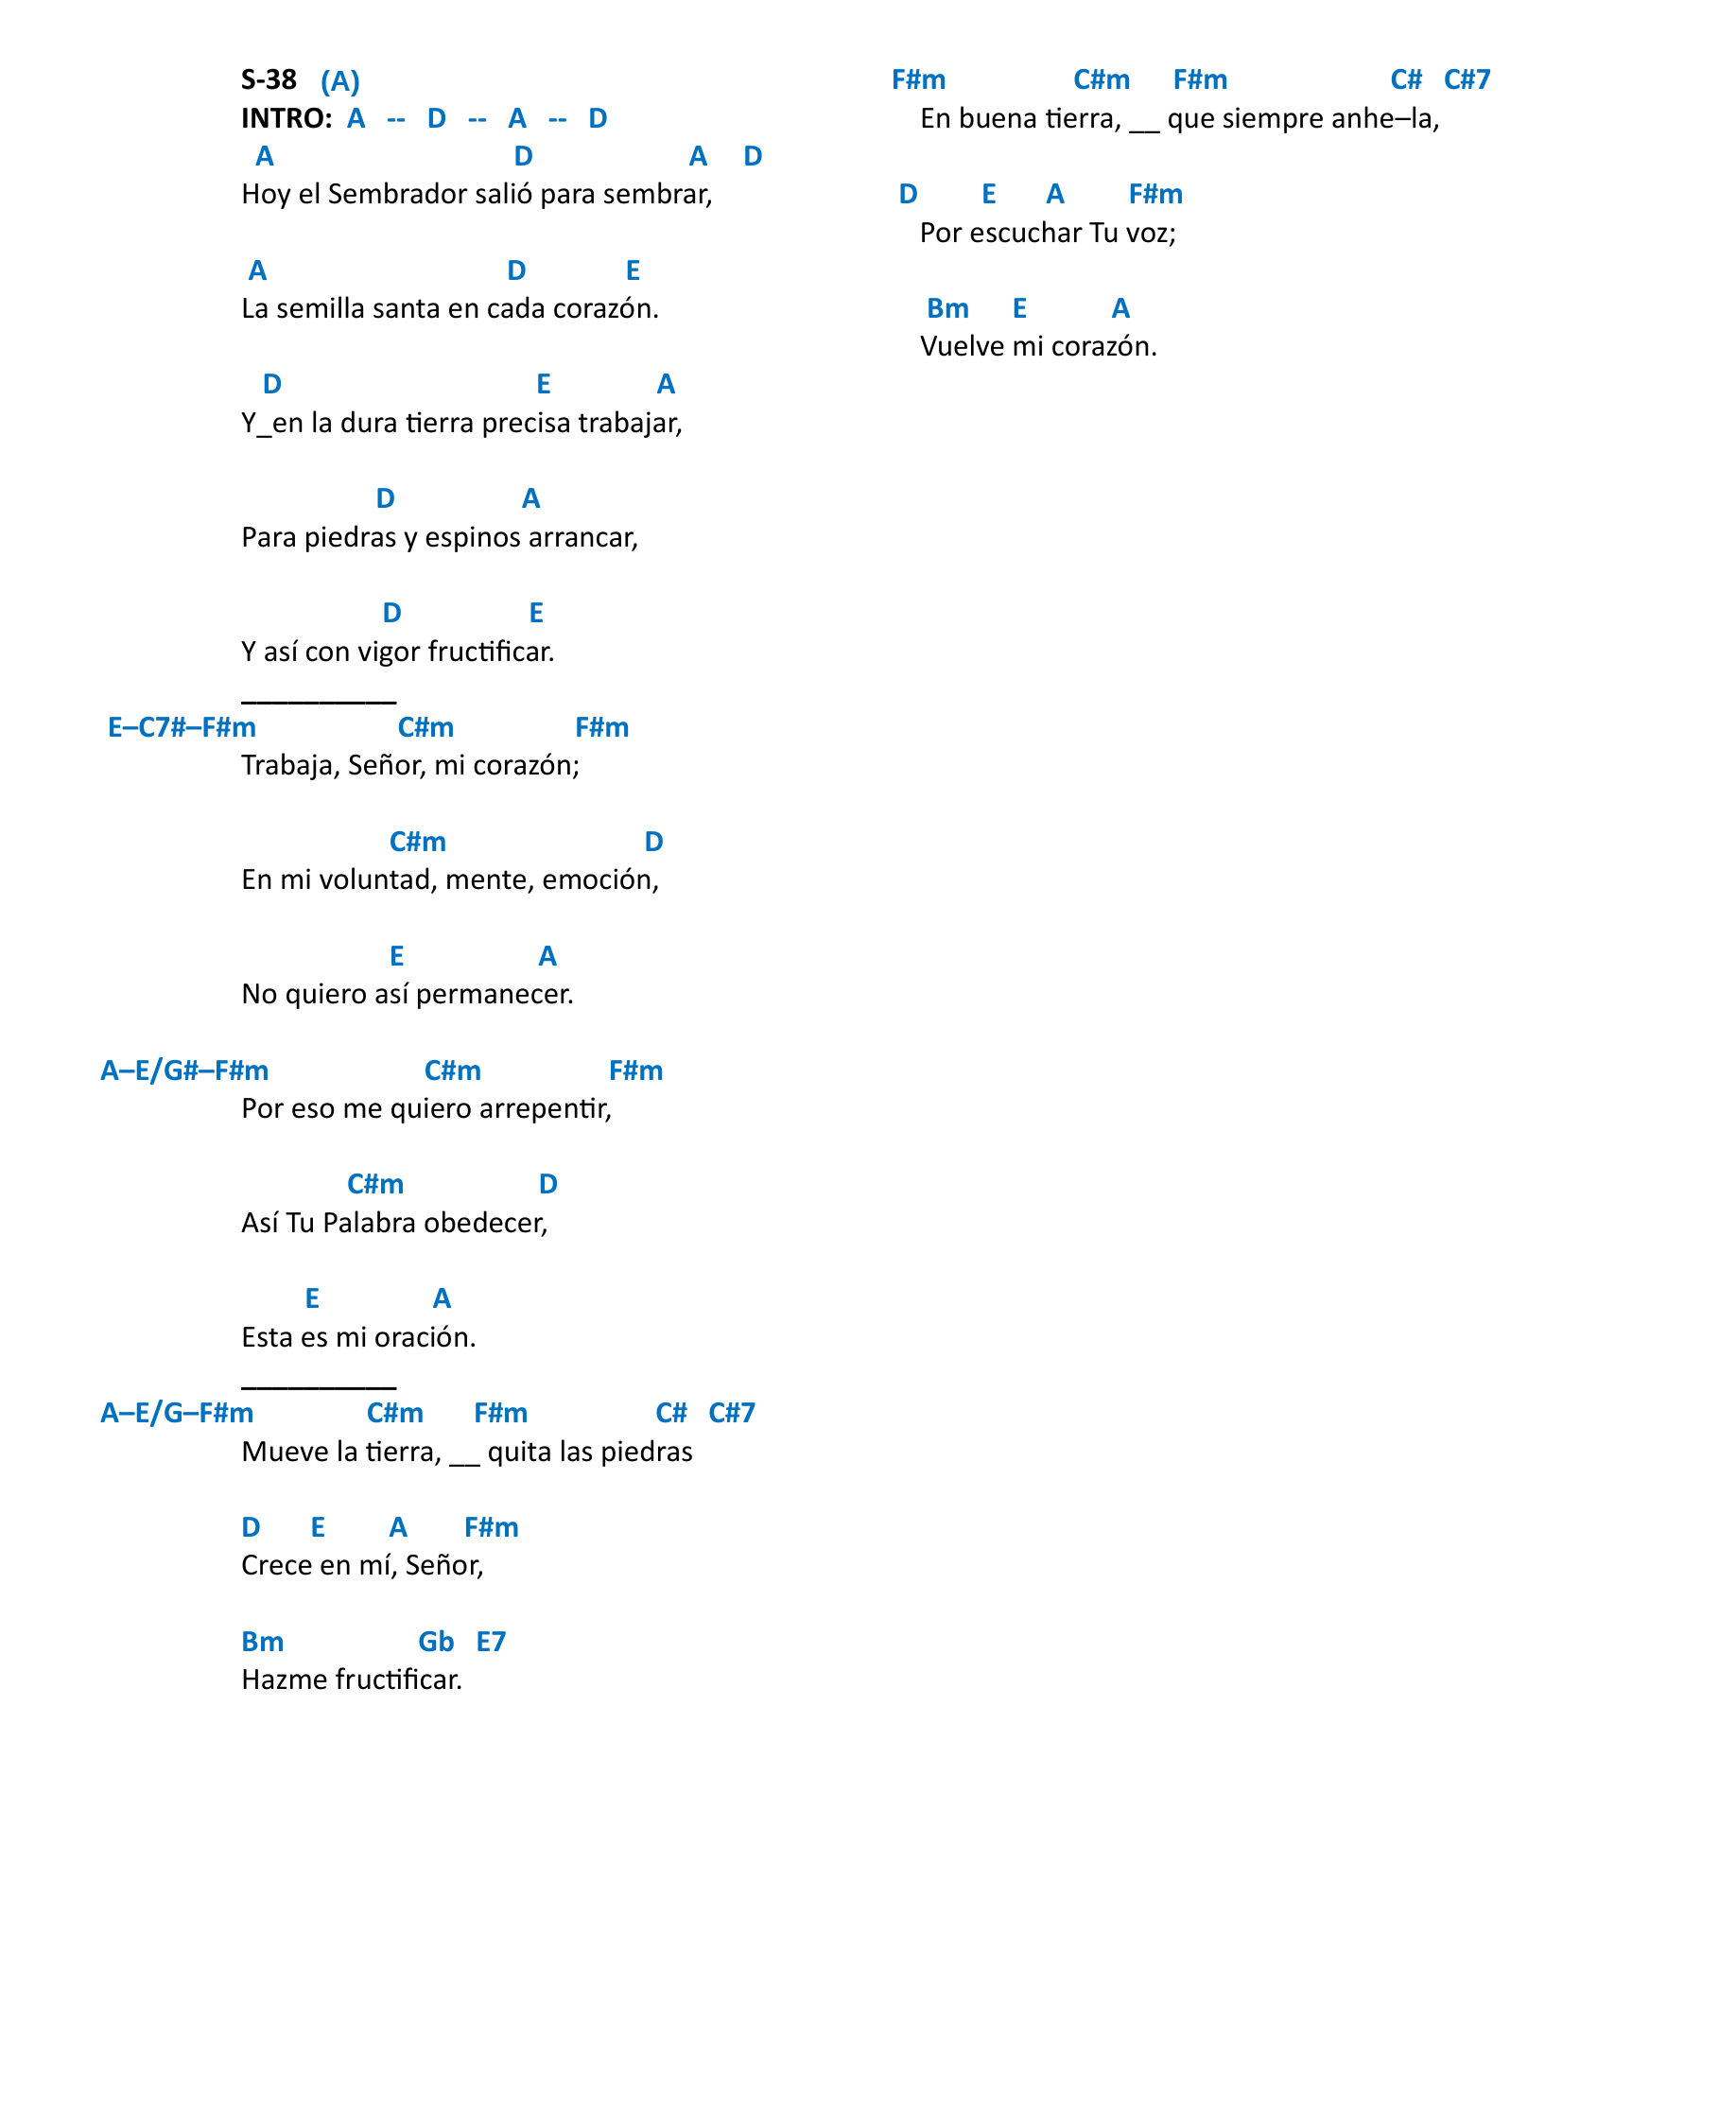 S-38 (A)
INTRO: A -- D -- A -- D
A D A D
Hoy el Sembrador salió para sembrar,
A D E
La semilla santa en cada corazón.
D E A
Y_en la dura tierra precisa trabajar,
D A
Para piedras y espinos arrancar,
D E
Y así con vigor fructificar.
___________
E–C7#–F#m C#m F#m
Trabaja, Señor, mi corazón;
C#m D
En mi voluntad, mente, emoción,
E A
No quiero así permanecer.
A–E/G#–F#m C#m F#m
Por eso me quiero arrepentir,
C#m D
Así Tu Palabra obedecer,
E A
Esta es mi oración.
___________
A–E/G–F#m C#m F#m C# C#7
Mueve la tierra, __ quita las piedras
D E A F#m
Crece en mí, Señor,
Bm Gb E7
Hazme fructificar.
F#m C#m F#m C# C#7
En buena tierra, __ que siempre anhe–la,
D E A F#m
Por escuchar Tu voz;
Bm E A
Vuelve mi corazón.